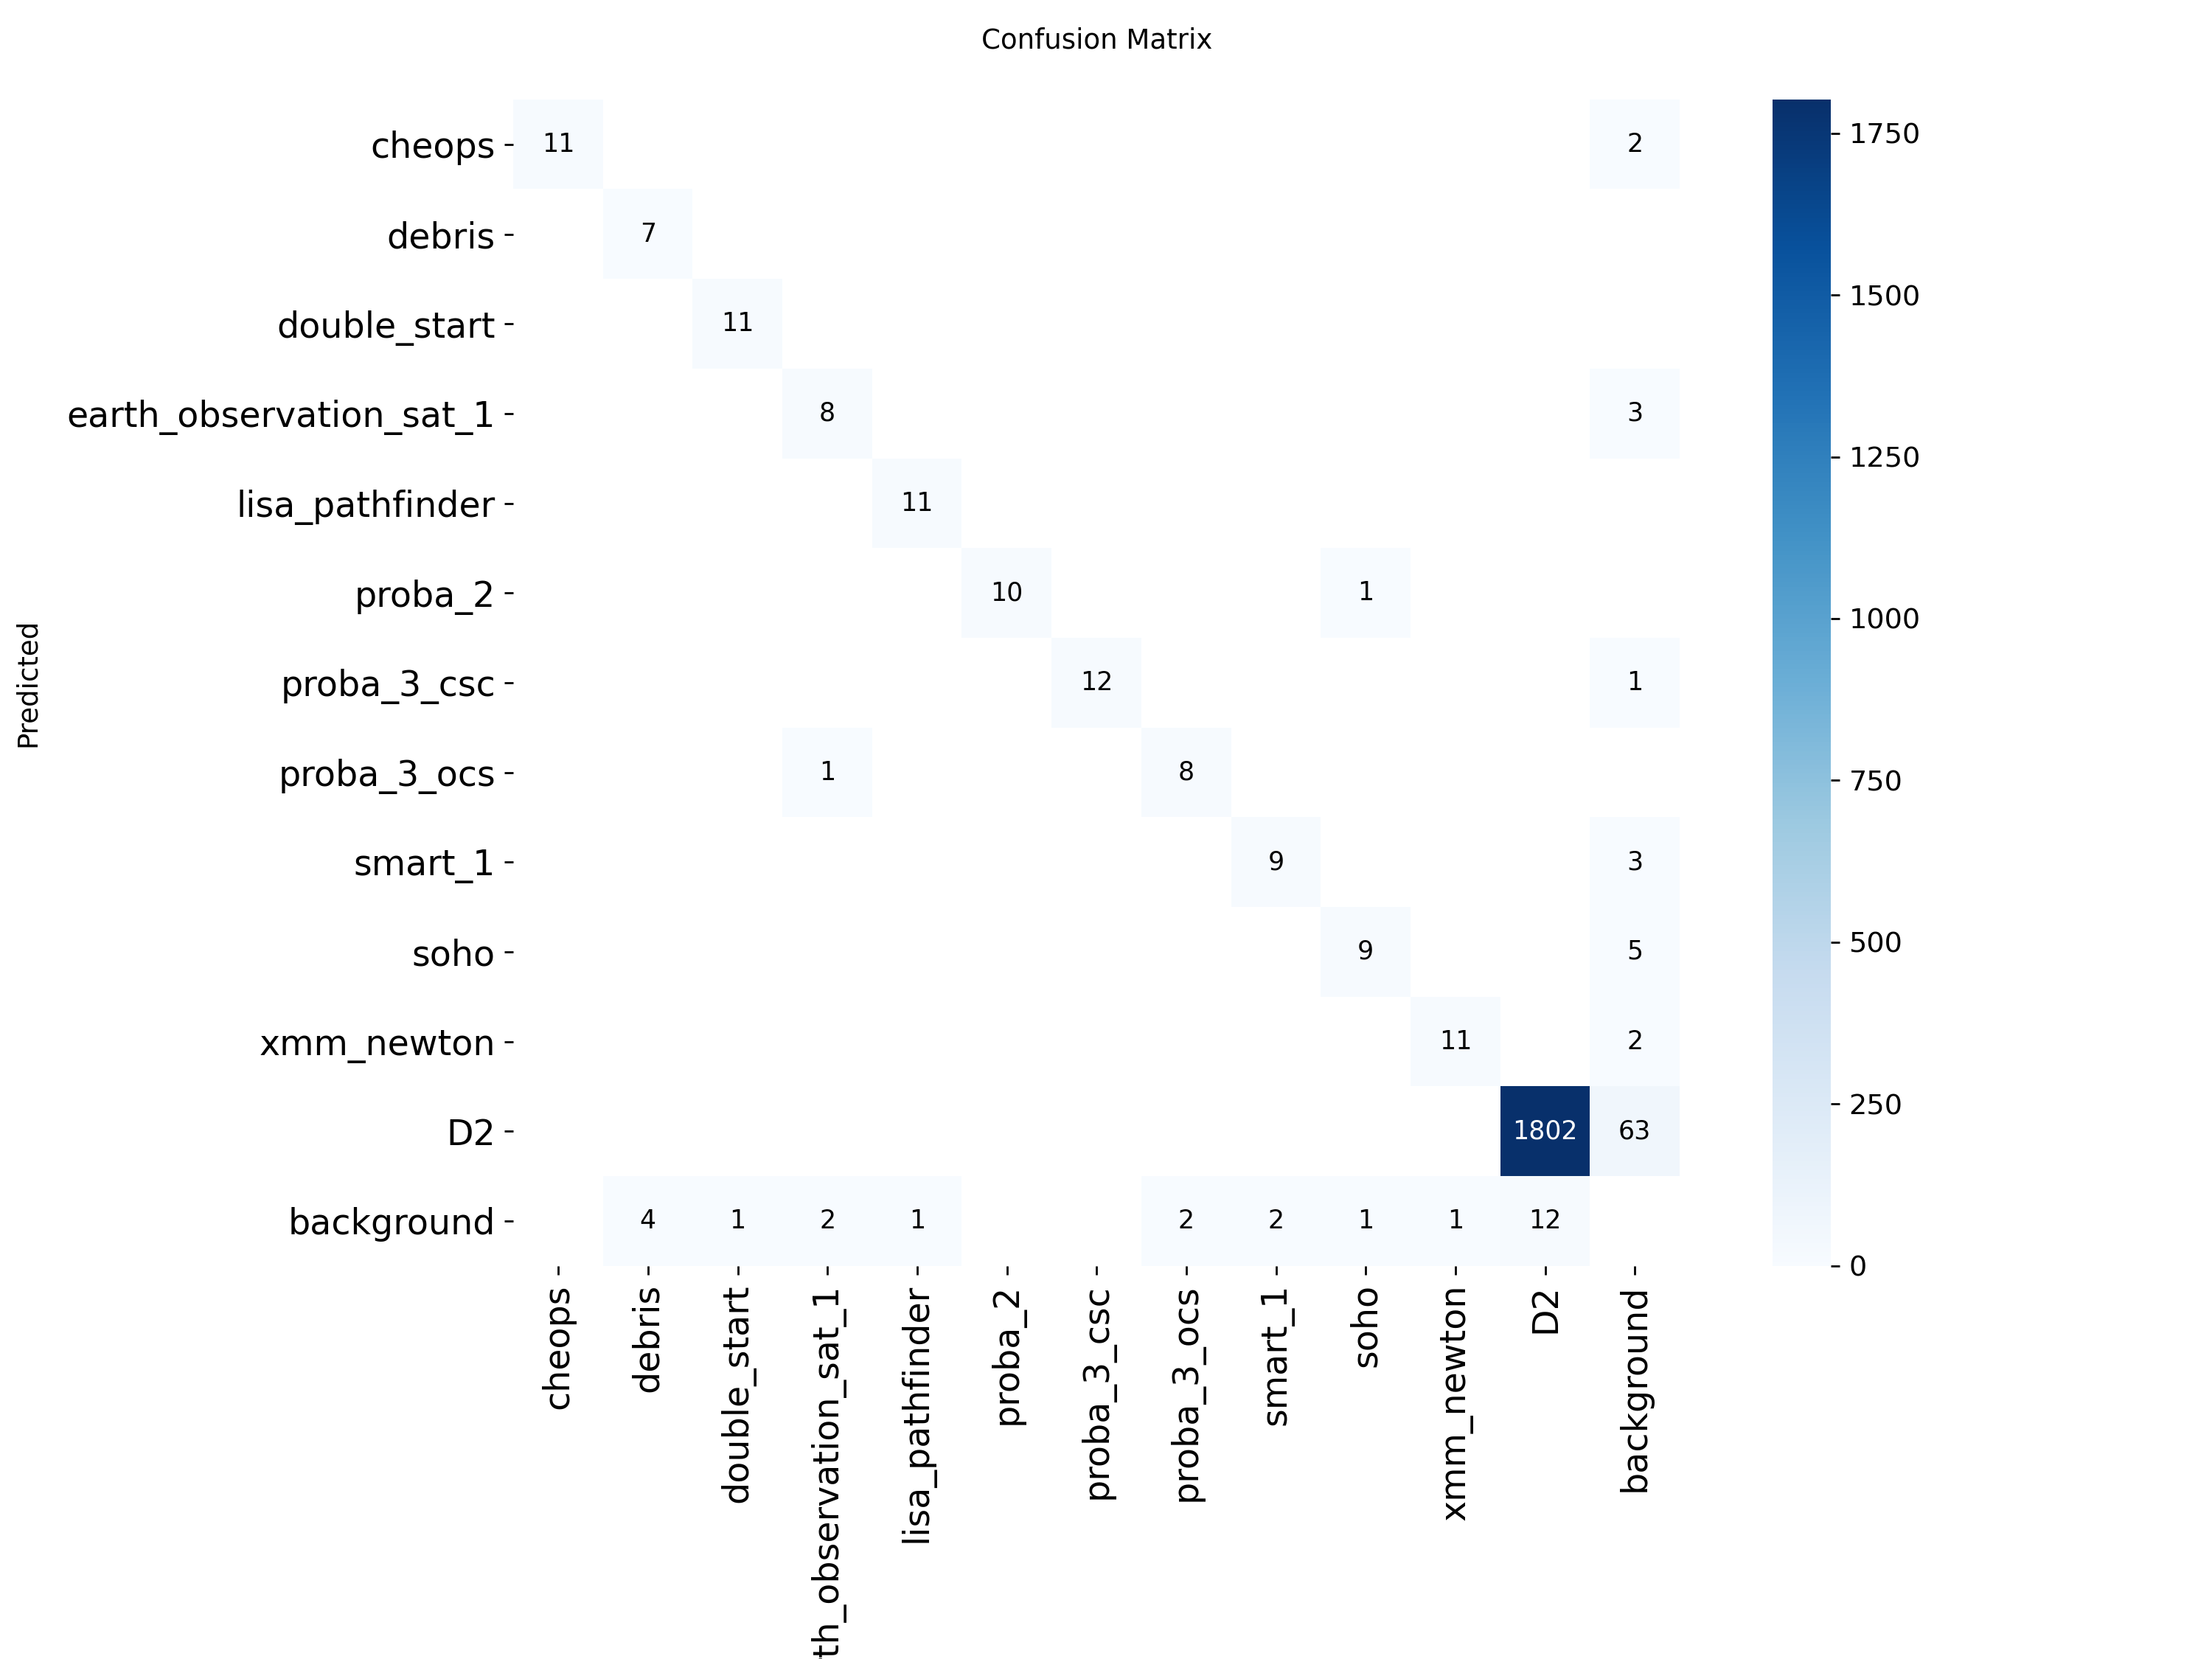 Confusion Matrix
cheops 11 2
debris 7
double_start 11
earth_observation_sat_1 8 3
lisa_pathfinder 11
proba_2 10 1
proba_3_csc 12 1
proba_3_ocs 1 8
smart_1 9 3
soho 9 5
xmm_newton 11 2
D2 1802 63
background 4 1 2 1 2 2 1 1 12
Predicted
cheops
debris
double_start
th_observation_sat_1
lisa_pathfinder
proba_2
proba_3_csc
proba_3_ocs
smart_1
soho
xmm_newton
D2
background
1750
1500
1250
1000
750
500
250
0